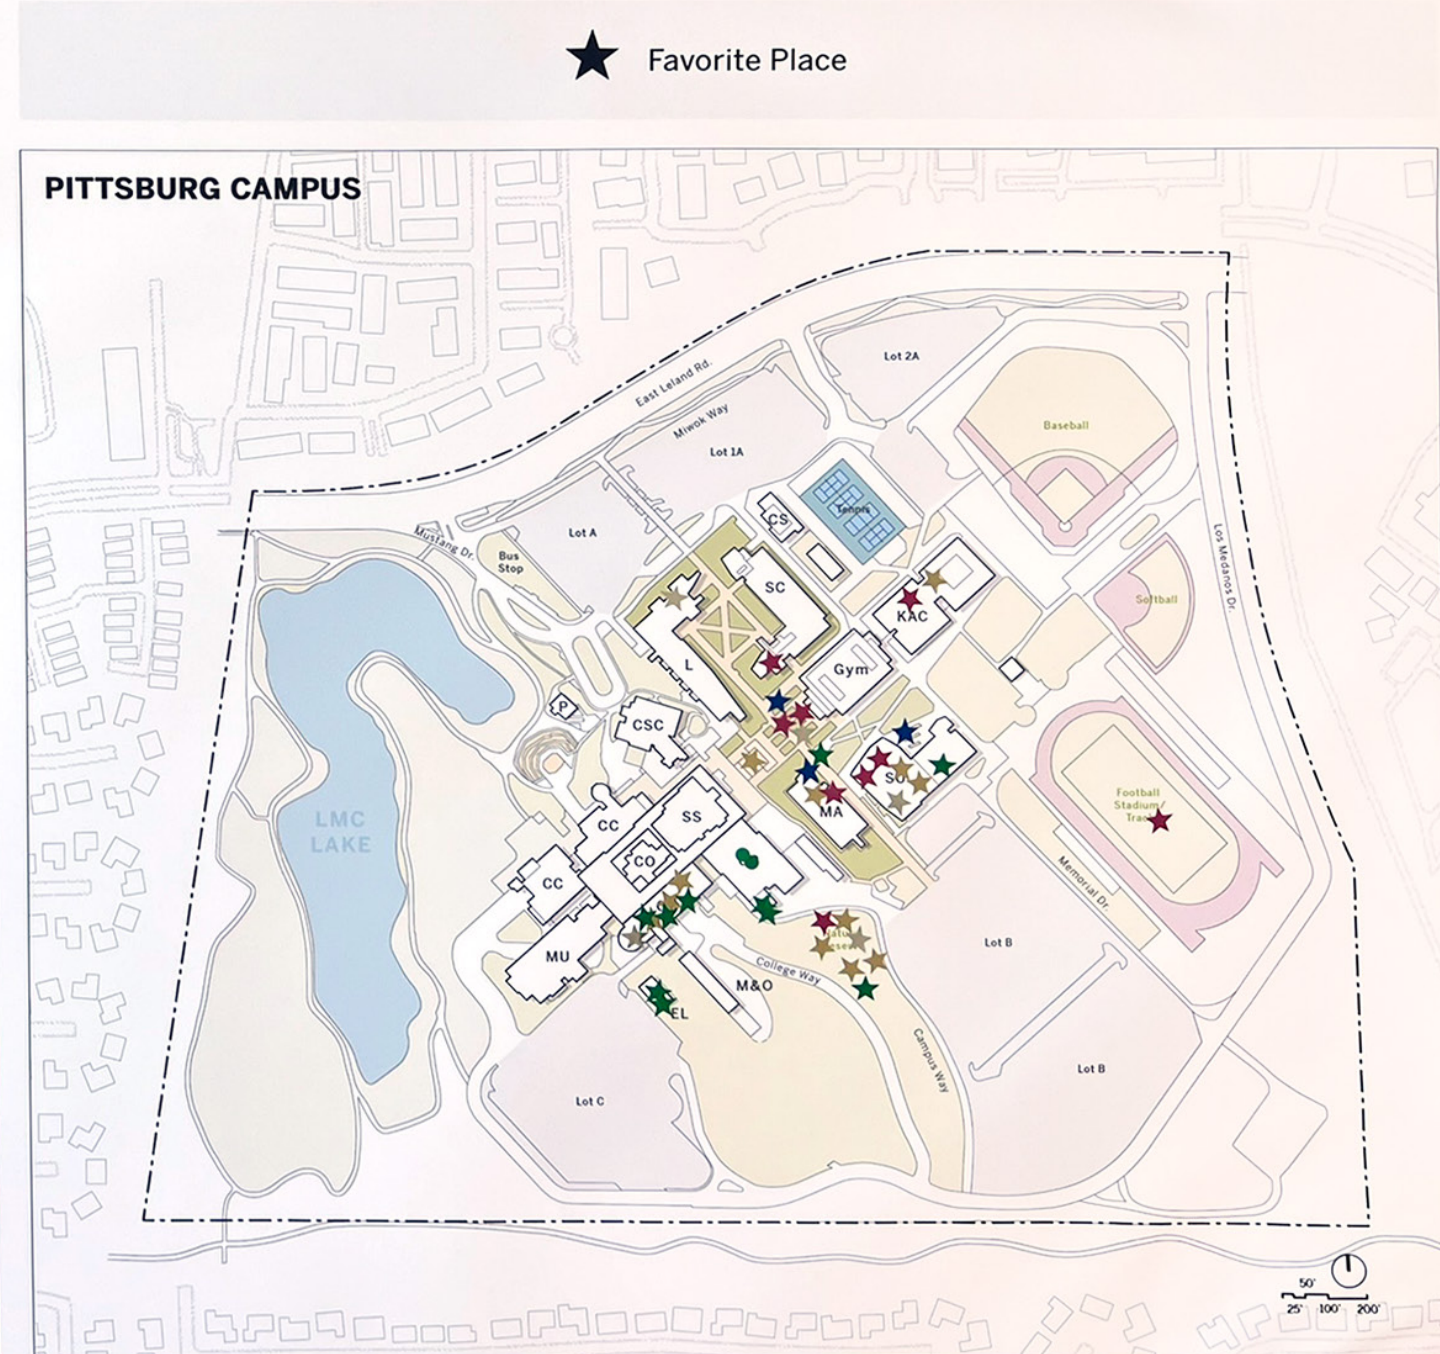 Favorite Place
PITTSBURG CAMPUS
East Leland Rd.
Lot 2A
Miwok Way
Lot 1A
Baseball
Lot A
CS
Tennis
Mustang Dr.
Bus
Stop
Los Medanos Dr.
SC
KAC
Softball
L
Gym
P
CSC
LMC
LAKE
Football
Stadium/
MA
SS
CC
CO
CC
Memorial Dr.
MU
Lot B
College Way
M&O
EL
Campus Way
Lot B
Lot C
50'
25' 100' 200'